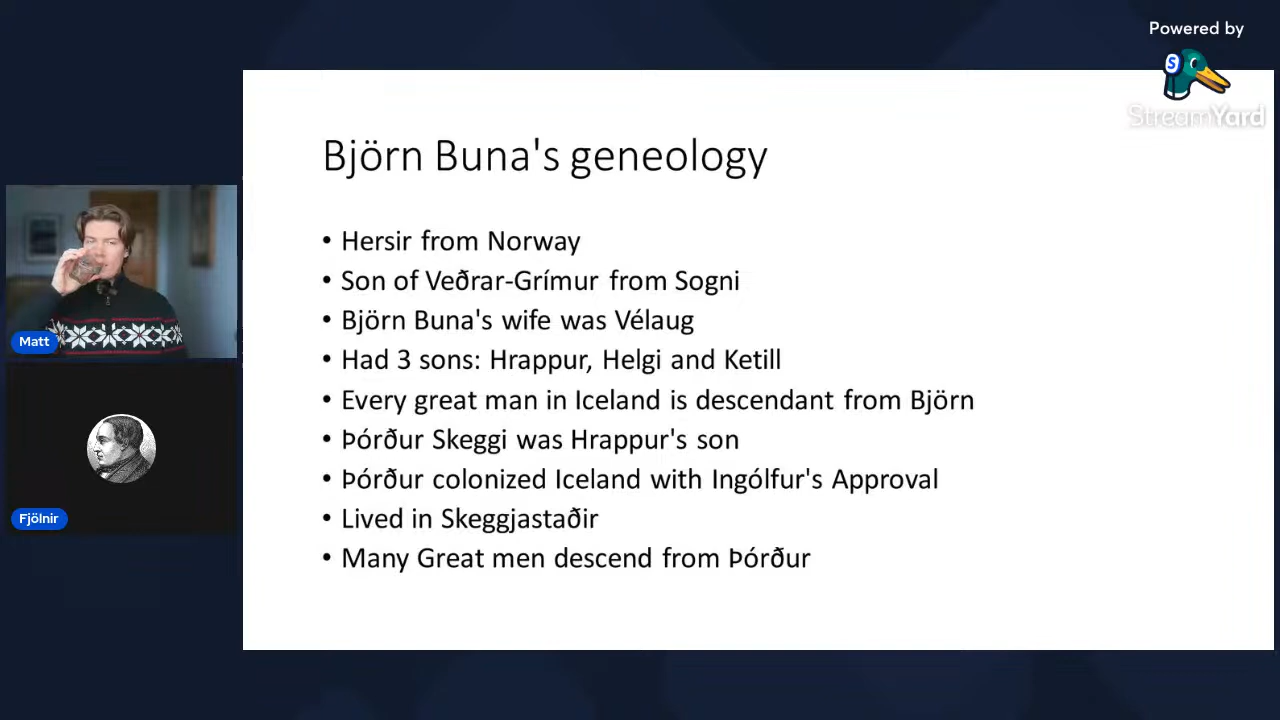 Powered by
StreamYard
Björn Buna's geneology
• Hersir from Norway
• Son of Veðrar-Grímur from Sogni
• Björn Buna's wife was Vélaug
• Had 3 sons: Hrappur, Helgi and Ketill
• Every great man in Iceland is descendant from Björn
• Þórður Skeggi was Hrappur's son
• Þórður colonized Iceland with Ingólfur's Approval
• Lived in Skeggjastaðir
• Many Great men descend from Þórður
Matt
Fjölnir
S